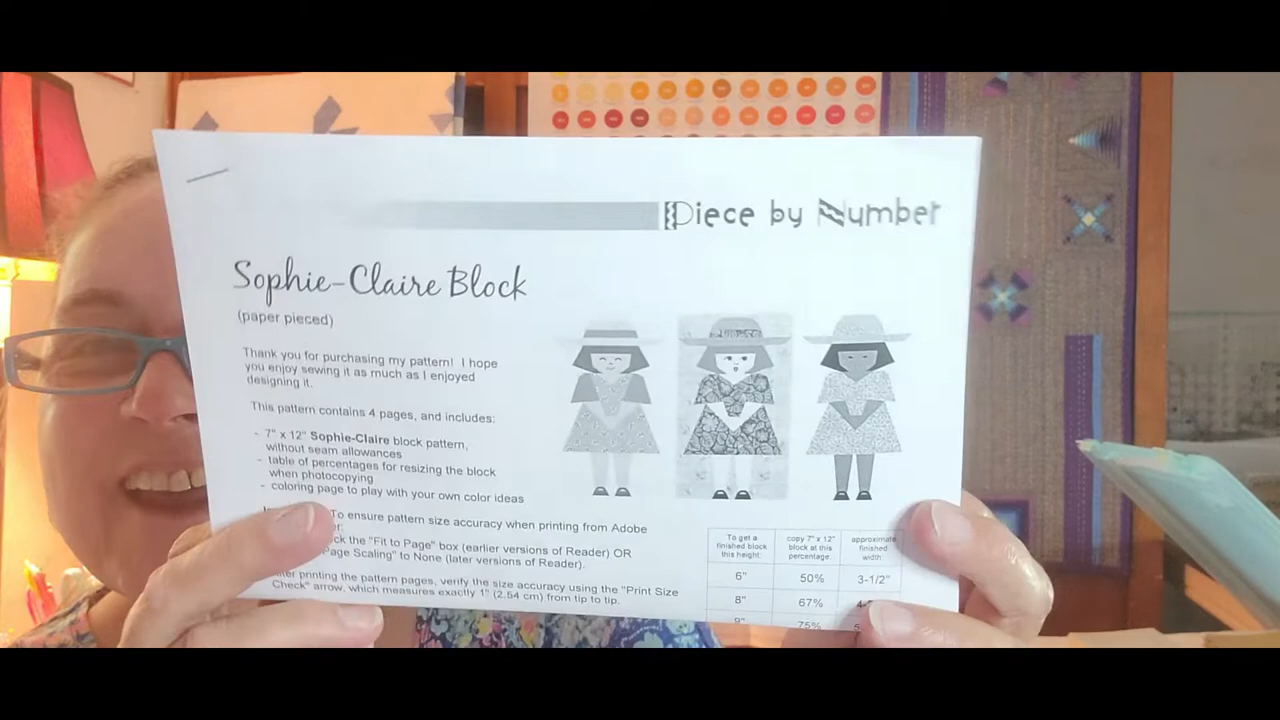 Piece by Number
Sophie-Claire Block
(paper pieced)
Thank you for purchasing my pattern! I hope
you enjoy sewing it as much as I enjoyed
designing it.
This pattern contains 4 pages, and includes:
- 7" x 12" Sophie-Claire block pattern,
without seam allowances
- table of percentages for resizing the block
when photocopying
- coloring page to play with your own color ideas
To ensure pattern size accuracy when printing from Adobe
the "Fit to Page" box (earlier versions of Reader) OR
Page Scaling" to None (later versions of Reader).
printing the pattern pages, verify the size accuracy using the "Print Size
Check" arrow, which measures exactly 1" (2.54 cm) from tip to tip.
To get a finished block this height:
copy 7" x 12" block at this percentage:
approximate finished width:
6" 50% 3-1/2"
8" 67%
9" 75%